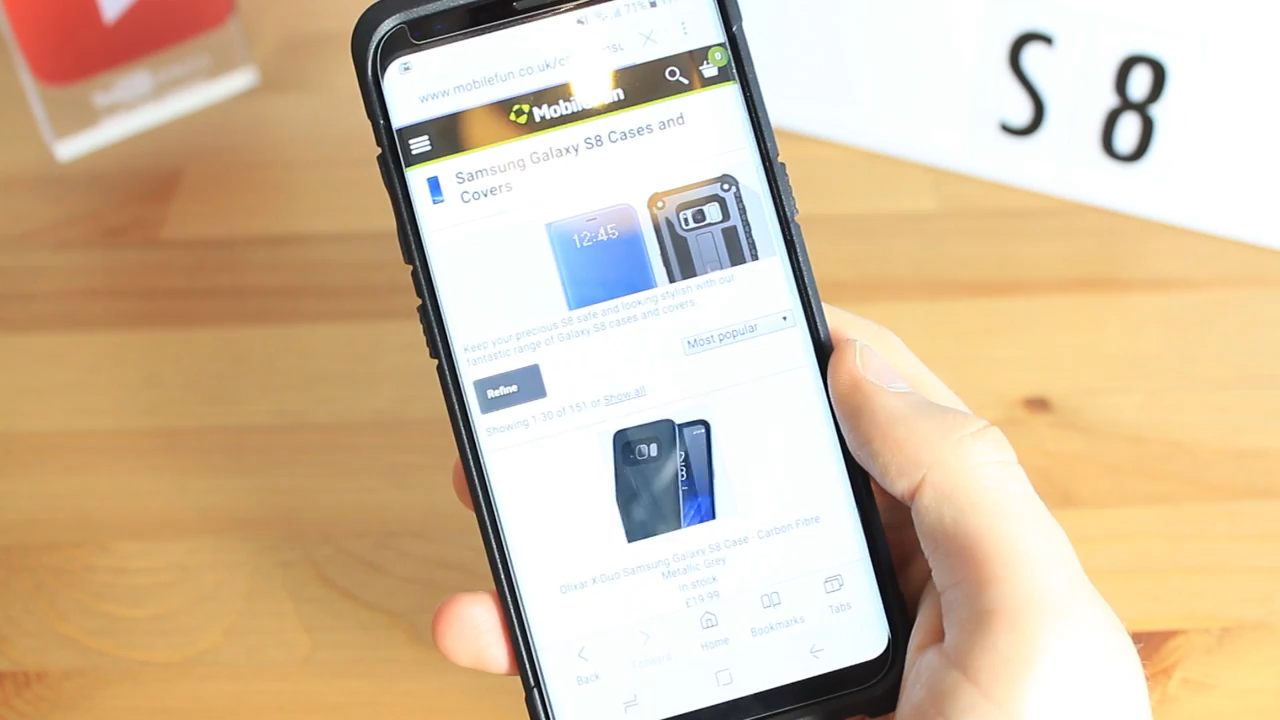 71%
www.mobilefun.co.uk/c
S 8
0
Samsung Galaxy S8 Cases and
Covers
12:45
Keep your precious S8 safe and looking stylish with our
fantastic range of Galaxy S8 cases and covers
Most popular
Refine
Showing 1-30 of 151 or Show all
Olixar X-Duo Samsung Galaxy S8 Case - Carbon Fibre
Metallic Grey
In stock
£19.99
Back
Forward
Home
Bookmarks
Tabs